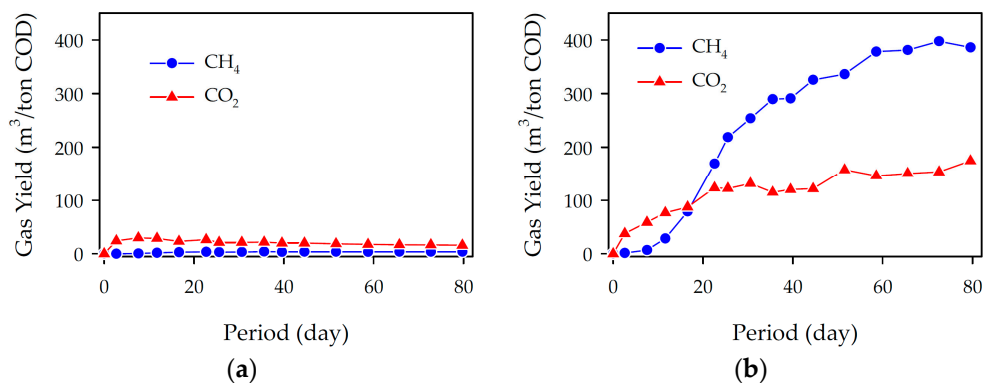 Gas Yield (m³/ton COD)
400
300
200
100
0
CH₄
CO₂
0 20 40 60 80
Period (day)
(a)
Gas Yield (m³/ton COD)
400
300
200
100
0
CH₄
CO₂
0 20 40 60 80
Period (day)
(b)